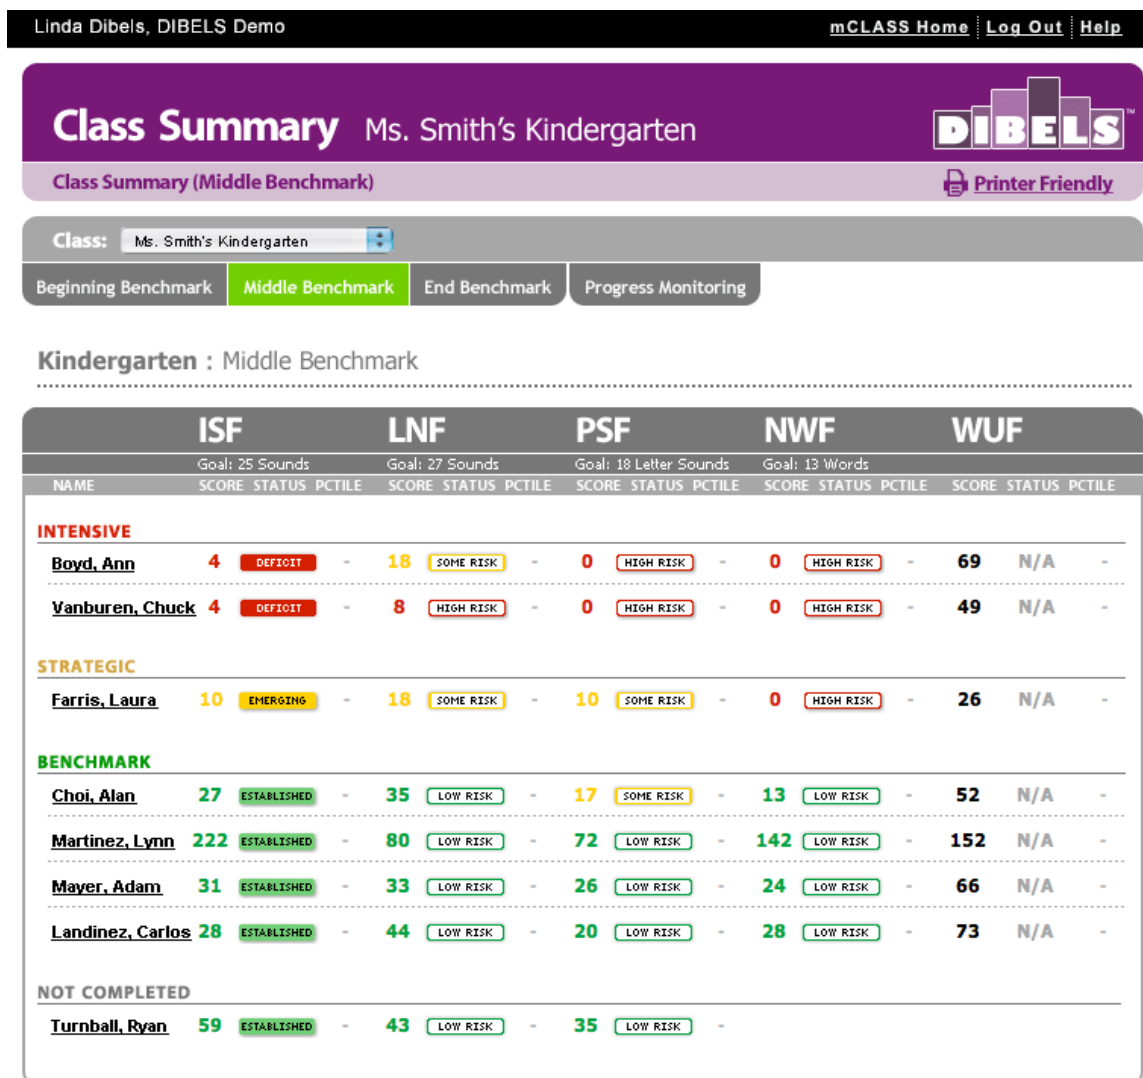 Linda Dibels, DIBELS Demo mCLASS Home Log Out Help
Class Summary Ms. Smith's Kindergarten DIBELS™
Class Summary (Middle Benchmark) Printer Friendly
Class: Ms. Smith's Kindergarten
Beginning Benchmark Middle Benchmark End Benchmark Progress Monitoring
Kindergarten : Middle Benchmark
ISF LNF PSF NWF WUF
Goal: 25 Sounds Goal: 27 Sounds Goal: 18 Letter Sounds Goal: 13 Words
NAME SCORE STATUS PCTILE SCORE STATUS PCTILE SCORE STATUS PCTILE SCORE STATUS PCTILE SCORE STATUS PCTILE
INTENSIVE
Boyd, Ann 4 DEFICIT - 18 SOME RISK - 0 HIGH RISK - 0 HIGH RISK - 69 N/A -
Vanburen, Chuck 4 DEFICIT - 8 HIGH RISK - 0 HIGH RISK - 0 HIGH RISK - 49 N/A -
STRATEGIC
Farris, Laura 10 EMERGING - 18 SOME RISK - 10 SOME RISK - 0 HIGH RISK - 26 N/A -
BENCHMARK
Choi, Alan 27 ESTABLISHED - 35 LOW RISK - 17 SOME RISK - 13 LOW RISK - 52 N/A -
Martinez, Lynn 222 ESTABLISHED - 80 LOW RISK - 72 LOW RISK - 142 LOW RISK - 152 N/A -
Mayer, Adam 31 ESTABLISHED - 33 LOW RISK - 26 LOW RISK - 24 LOW RISK - 66 N/A -
Landinez, Carlos 28 ESTABLISHED - 44 LOW RISK - 20 LOW RISK - 28 LOW RISK - 73 N/A -
NOT COMPLETED
Turnball, Ryan 59 ESTABLISHED - 43 LOW RISK - 35 LOW RISK -